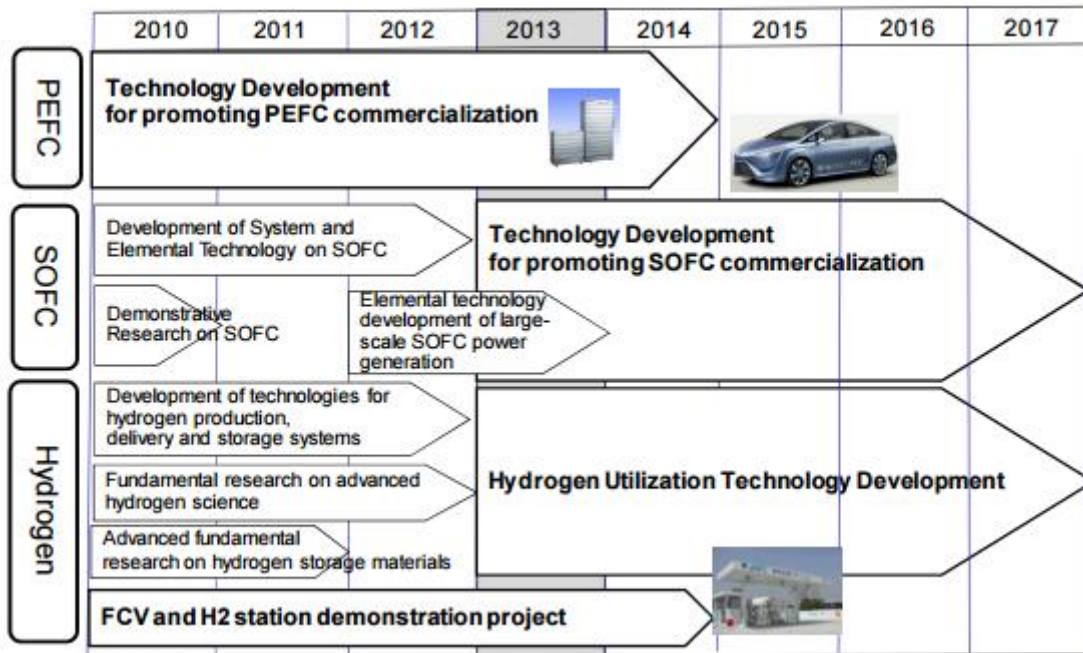 2010 2011 2012 2013 2014 2015 2016 2017
PEFC
Technology Development
for promoting PEFC commercialization
SOFC
Development of System and
Elemental Technology on SOFC
Technology Development
for promoting SOFC commercialization
Demonstrative
Research on SOFC
Elemental technology
development of large-
scale SOFC power
generation
Hydrogen
Development of technologies for
hydrogen production,
delivery and storage systems
Fundamental research on advanced
hydrogen science
Hydrogen Utilization Technology Development
Advanced fundamental
research on hydrogen storage materials
FCV and H2 station demonstration project